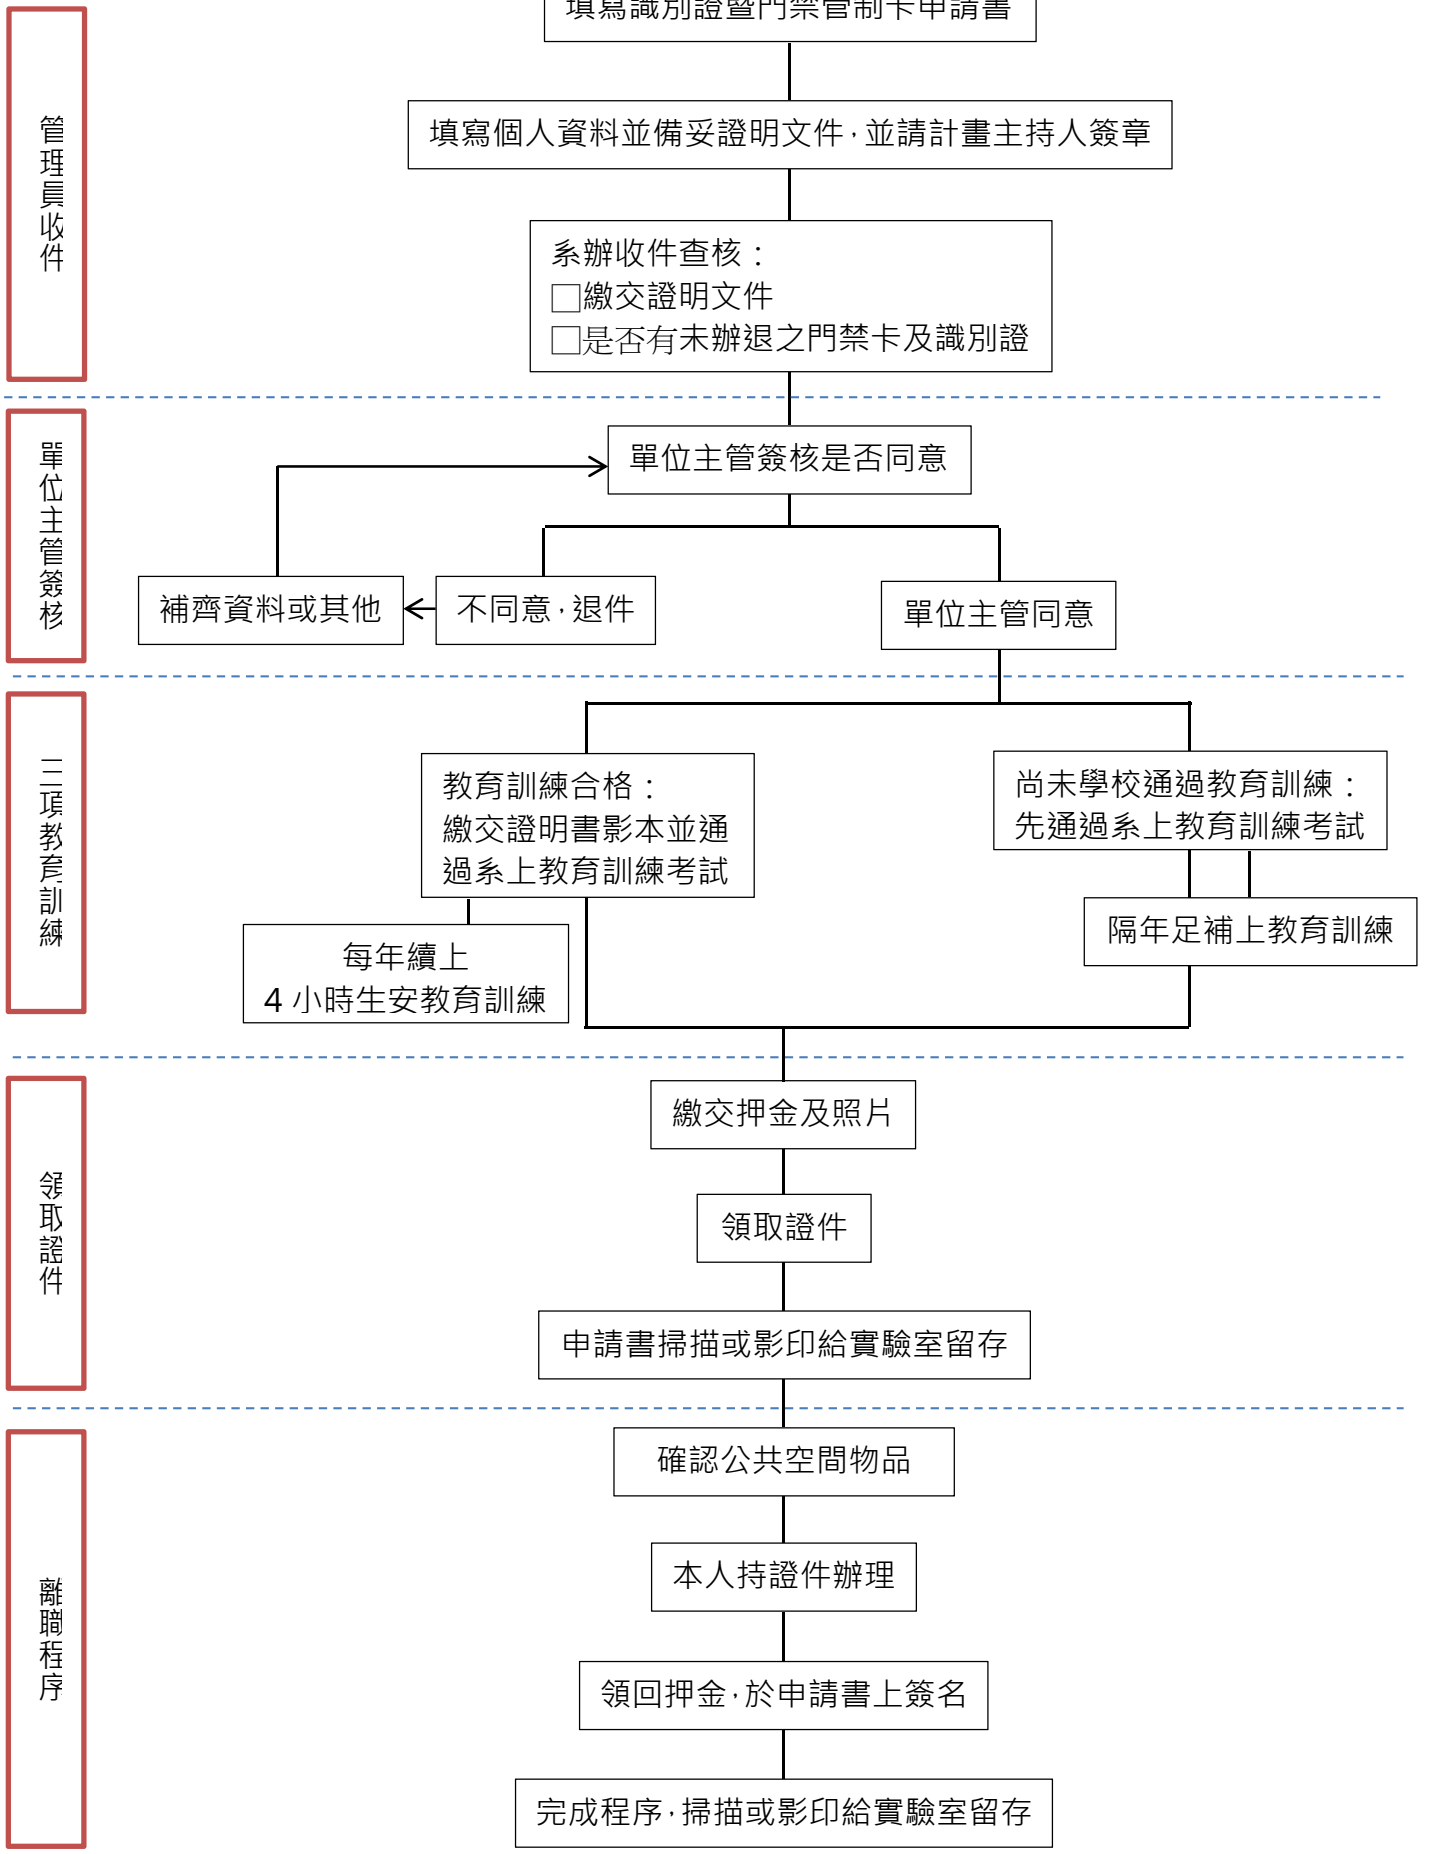 填寫識別證暨門禁管制卡申請書
管理員收件
填寫個人資料並備妥證明文件，並請計畫主持人簽章
系辦收件查核：
□繳交證明文件
□是否有未辦退之門禁卡及識別證
單位主管簽核
單位主管簽核是否同意
補齊資料或其他
不同意，退件
單位主管同意
三項教育訓練
教育訓練合格：
繳交證明書影本並通
過系上教育訓練考試
尚未學校通過教育訓練：
先通過系上教育訓練考試
每年續上
4 小時生安教育訓練
隔年足補上教育訓練
領取證件
繳交押金及照片
領取證件
申請書掃描或影印給實驗室留存
離職程序
確認公共空間物品
本人持證件辦理
領回押金，於申請書上簽名
完成程序，掃描或影印給實驗室留存